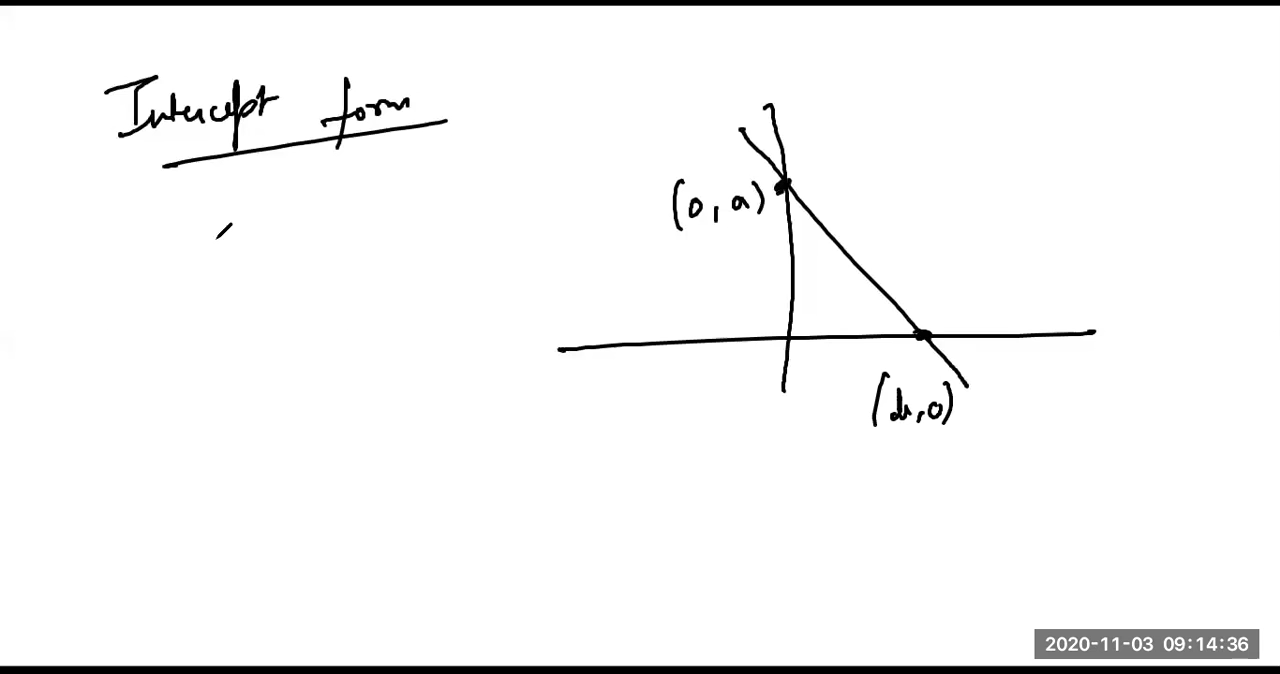 Intercept form
(0, a)
( ,0)
2020-11-03 09:14:36